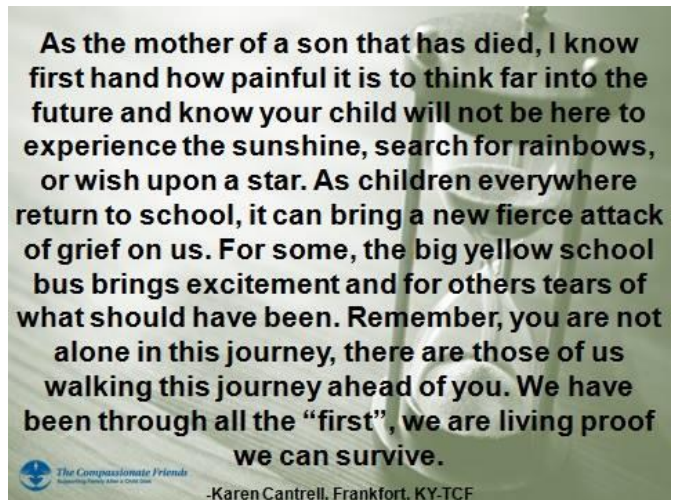 As the mother of a son that has died, I know
first hand how painful it is to think far into the
future and know your child will not be here to
experience the sunshine, search for rainbows,
or wish upon a star. As children everywhere
return to school, it can bring a new fierce attack
of grief on us. For some, the big yellow school
bus brings excitement and for others tears of
what should have been. Remember, you are not
alone in this journey, there are those of us
walking this journey ahead of you. We have
been through all the “first”, we are living proof
we can survive.
The Compassionate Friends
Supporting Family After a Child Dies
-Karen Cantrell, Frankfort, KY-TCF